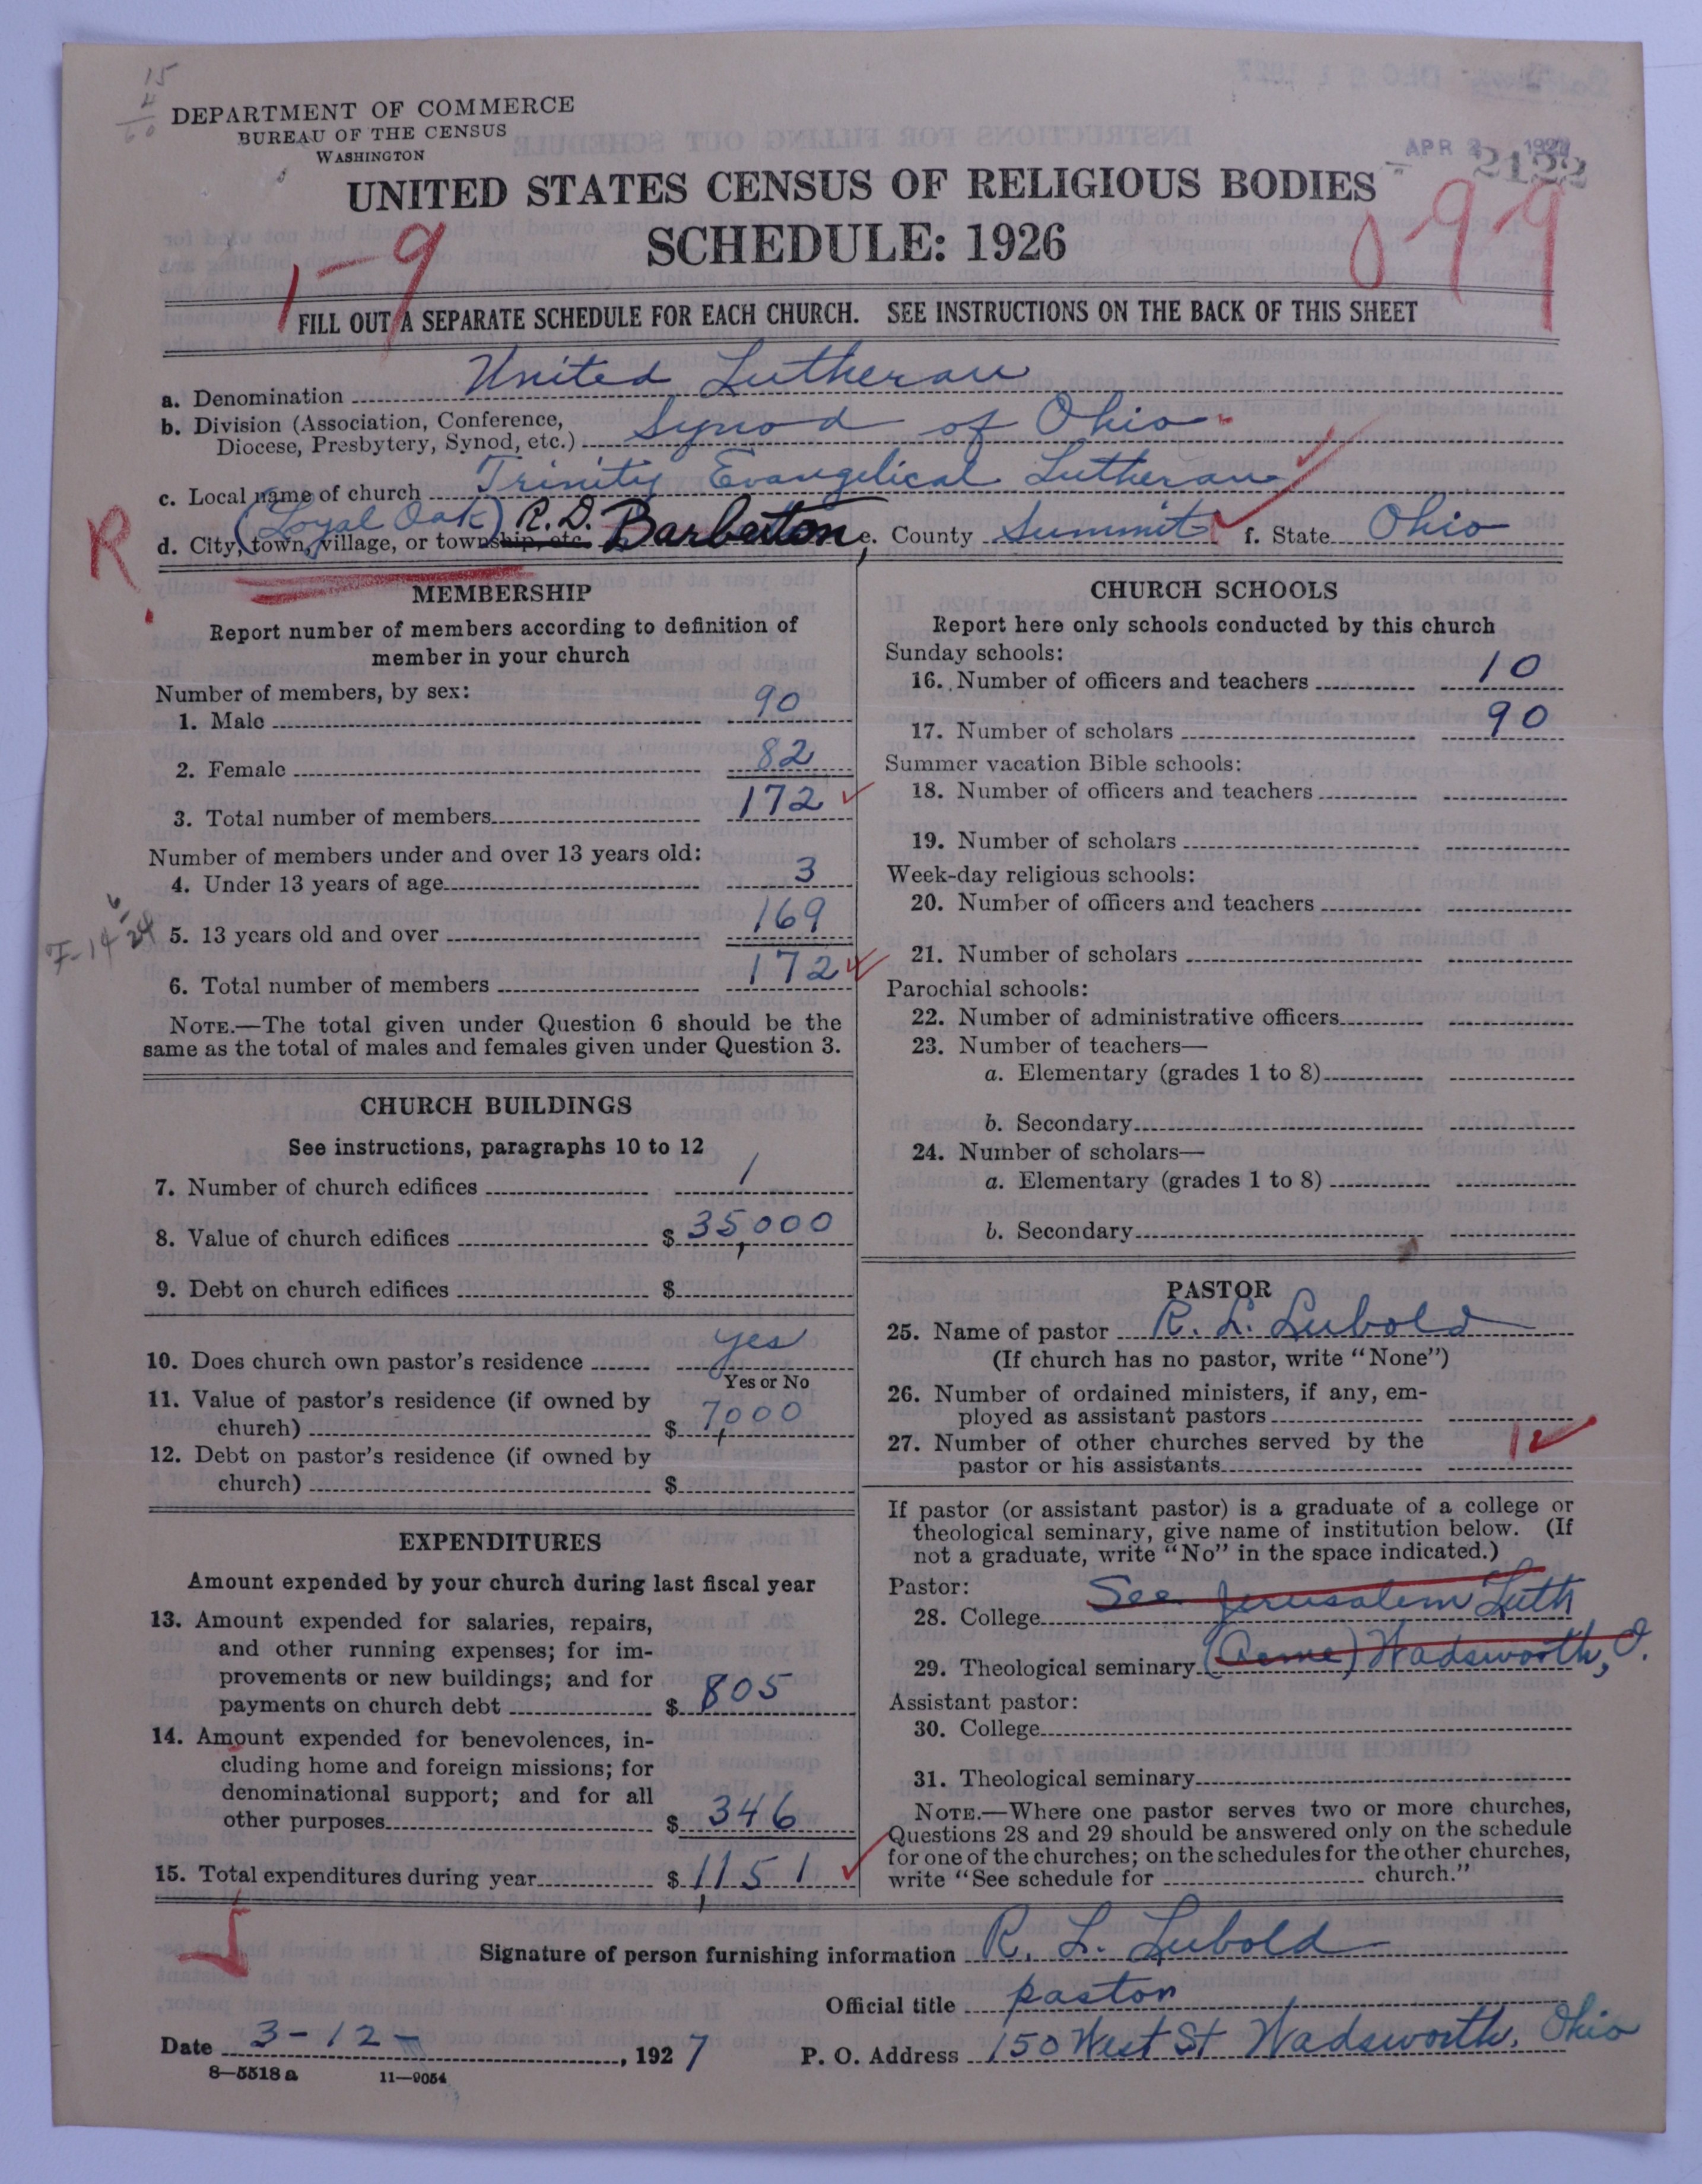 15
4
60
DEPARTMENT OF COMMERCE
BUREAU OF THE CENSUS
WASHINGTON
APR 2 1927
2122
UNITED STATES CENSUS OF RELIGIOUS BODIES
SCHEDULE: 1926
1-9
099
FILL OUT A SEPARATE SCHEDULE FOR EACH CHURCH. SEE INSTRUCTIONS ON THE BACK OF THIS SHEET
a. Denomination United Lutheran
b. Division (Association, Conference,
Diocese, Presbytery, Synod, etc.) Synod of Ohio
c. Local name of church Trinity Evangelical Lutheran
R. (Loyal Oak) R.D. Barberton
d. City, town, village, or township, etc. e. County Summit f. State Ohio
MEMBERSHIP
Report number of members according to definition of
member in your church
Number of members, by sex:
1. Male 90
2. Female 82
3. Total number of members 172
Number of members under and over 13 years old:
4. Under 13 years of age 3
5. 13 years old and over 169
6. Total number of members 172
NOTE.—The total given under Question 6 should be the
same as the total of males and females given under Question 3.
CHURCH BUILDINGS
See instructions, paragraphs 10 to 12
7. Number of church edifices 1
8. Value of church edifices $ 35,000
9. Debt on church edifices $
10. Does church own pastor's residence yes
Yes or No
11. Value of pastor's residence (if owned by
church) $ 7,000
12. Debt on pastor's residence (if owned by
church) $
EXPENDITURES
Amount expended by your church during last fiscal year
13. Amount expended for salaries, repairs,
and other running expenses; for im-
provements or new buildings; and for
payments on church debt $ 805
14. Amount expended for benevolences, in-
cluding home and foreign missions; for
denominational support; and for all
other purposes $ 346
15. Total expenditures during year $ 1,151
CHURCH SCHOOLS
Report here only schools conducted by this church
Sunday schools:
16. Number of officers and teachers 10
17. Number of scholars 90
Summer vacation Bible schools:
18. Number of officers and teachers
19. Number of scholars
Week-day religious schools:
20. Number of officers and teachers
21. Number of scholars
Parochial schools:
22. Number of administrative officers
23. Number of teachers—
a. Elementary (grades 1 to 8)
b. Secondary
24. Number of scholars—
a. Elementary (grades 1 to 8)
b. Secondary
PASTOR
25. Name of pastor R. L. Lubold
(If church has no pastor, write "None")
26. Number of ordained ministers, if any, em-
ployed as assistant pastors
27. Number of other churches served by the
pastor or his assistants 1
If pastor (or assistant pastor) is a graduate of a college or
theological seminary, give name of institution below. (If
not a graduate, write "No" in the space indicated.)
Pastor:
28. College See Jerusalem Luth
29. Theological seminary (Acme) Wadsworth, O.
Assistant pastor:
30. College
31. Theological seminary
NOTE.—Where one pastor serves two or more churches,
Questions 28 and 29 should be answered only on the schedule
for one of the churches; on the schedules for the other churches,
write "See schedule for church."
Signature of person furnishing information R. L. Lubold
Official title pastor
Date 3-12-, 1927
P. O. Address 150 West St Wadsworth, Ohio
8—5518 a 11—9054